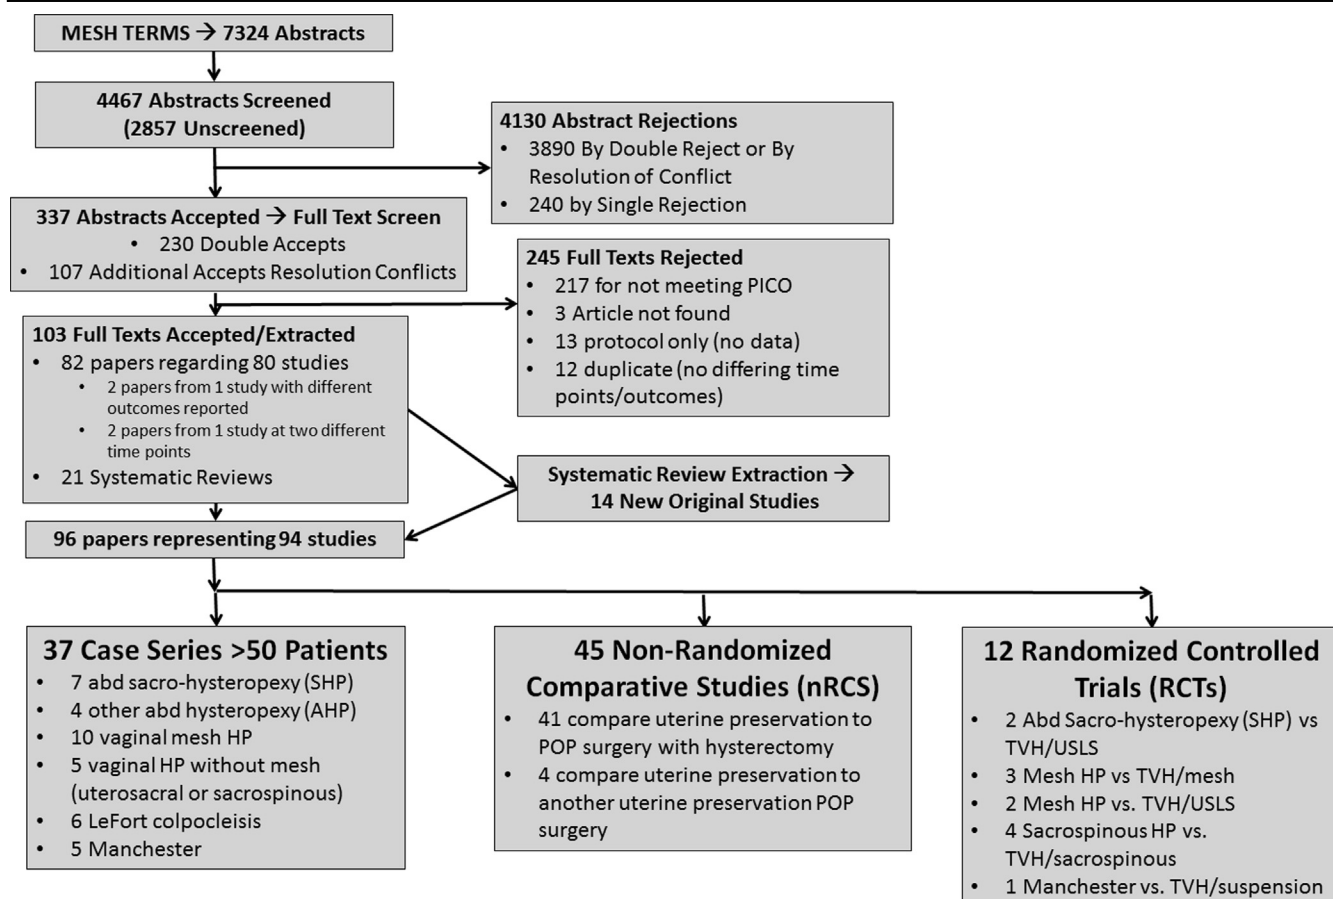 MESH TERMS → 7324 Abstracts
4467 Abstracts Screened
(2857 Unscreened)
4130 Abstract Rejections
• 3890 By Double Reject or By
Resolution of Conflict
• 240 by Single Rejection
337 Abstracts Accepted → Full Text Screen
• 230 Double Accepts
• 107 Additional Accepts Resolution Conflicts
245 Full Texts Rejected
• 217 for not meeting PICO
• 3 Article not found
• 13 protocol only (no data)
• 12 duplicate (no differing time
points/outcomes)
103 Full Texts Accepted/Extracted
• 82 papers regarding 80 studies
• 2 papers from 1 study with different
outcomes reported
• 2 papers from 1 study at two different
time points
• 21 Systematic Reviews
Systematic Review Extraction →
14 New Original Studies
96 papers representing 94 studies
37 Case Series >50 Patients
• 7 abd sacro-hysteropexy (SHP)
• 4 other abd hysteropexy (AHP)
• 10 vaginal mesh HP
• 5 vaginal HP without mesh
(uterosacral or sacrospinous)
• 6 LeFort colpocleisis
• 5 Manchester
45 Non-Randomized
Comparative Studies (nRCS)
• 41 compare uterine preservation to
POP surgery with hysterectomy
• 4 compare uterine preservation to
another uterine preservation POP
surgery
12 Randomized Controlled
Trials (RCTs)
• 2 Abd Sacro-hysteropexy (SHP) vs
TVH/USLS
• 3 Mesh HP vs TVH/mesh
• 2 Mesh HP vs. TVH/USLS
• 4 Sacrospinous HP vs.
TVH/sacrospinous
• 1 Manchester vs. TVH/suspension